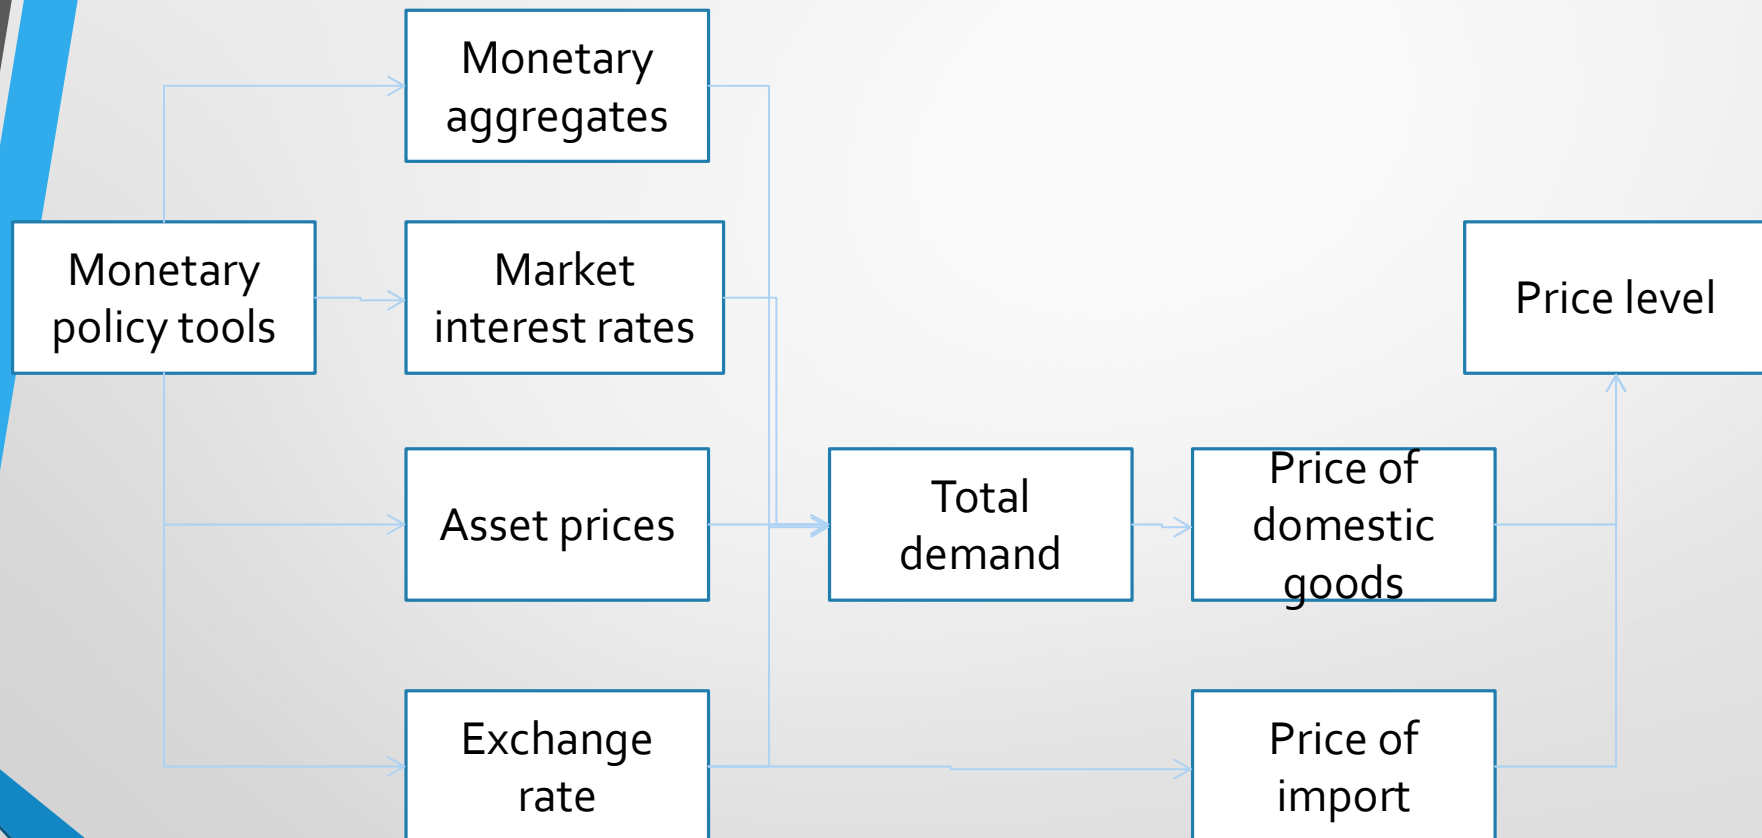 Monetary
aggregates
Monetary
policy tools
Market
interest rates
Price level
Asset prices
Total
demand
Price of
domestic
goods
Exchange
rate
Price of
import